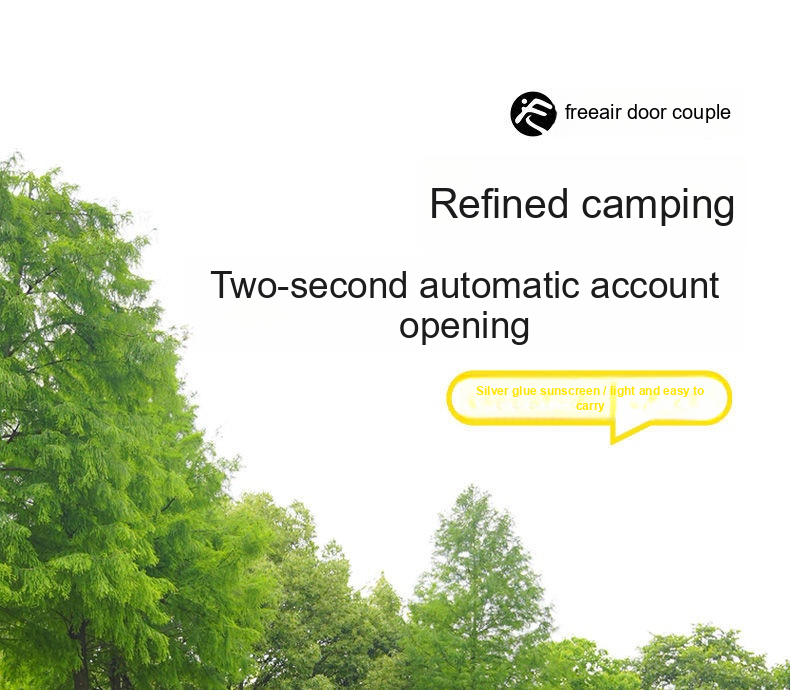 freeair door couple
Refined camping
Two-second automatic account
opening
Silver glue sunscreen / light and easy to
carry